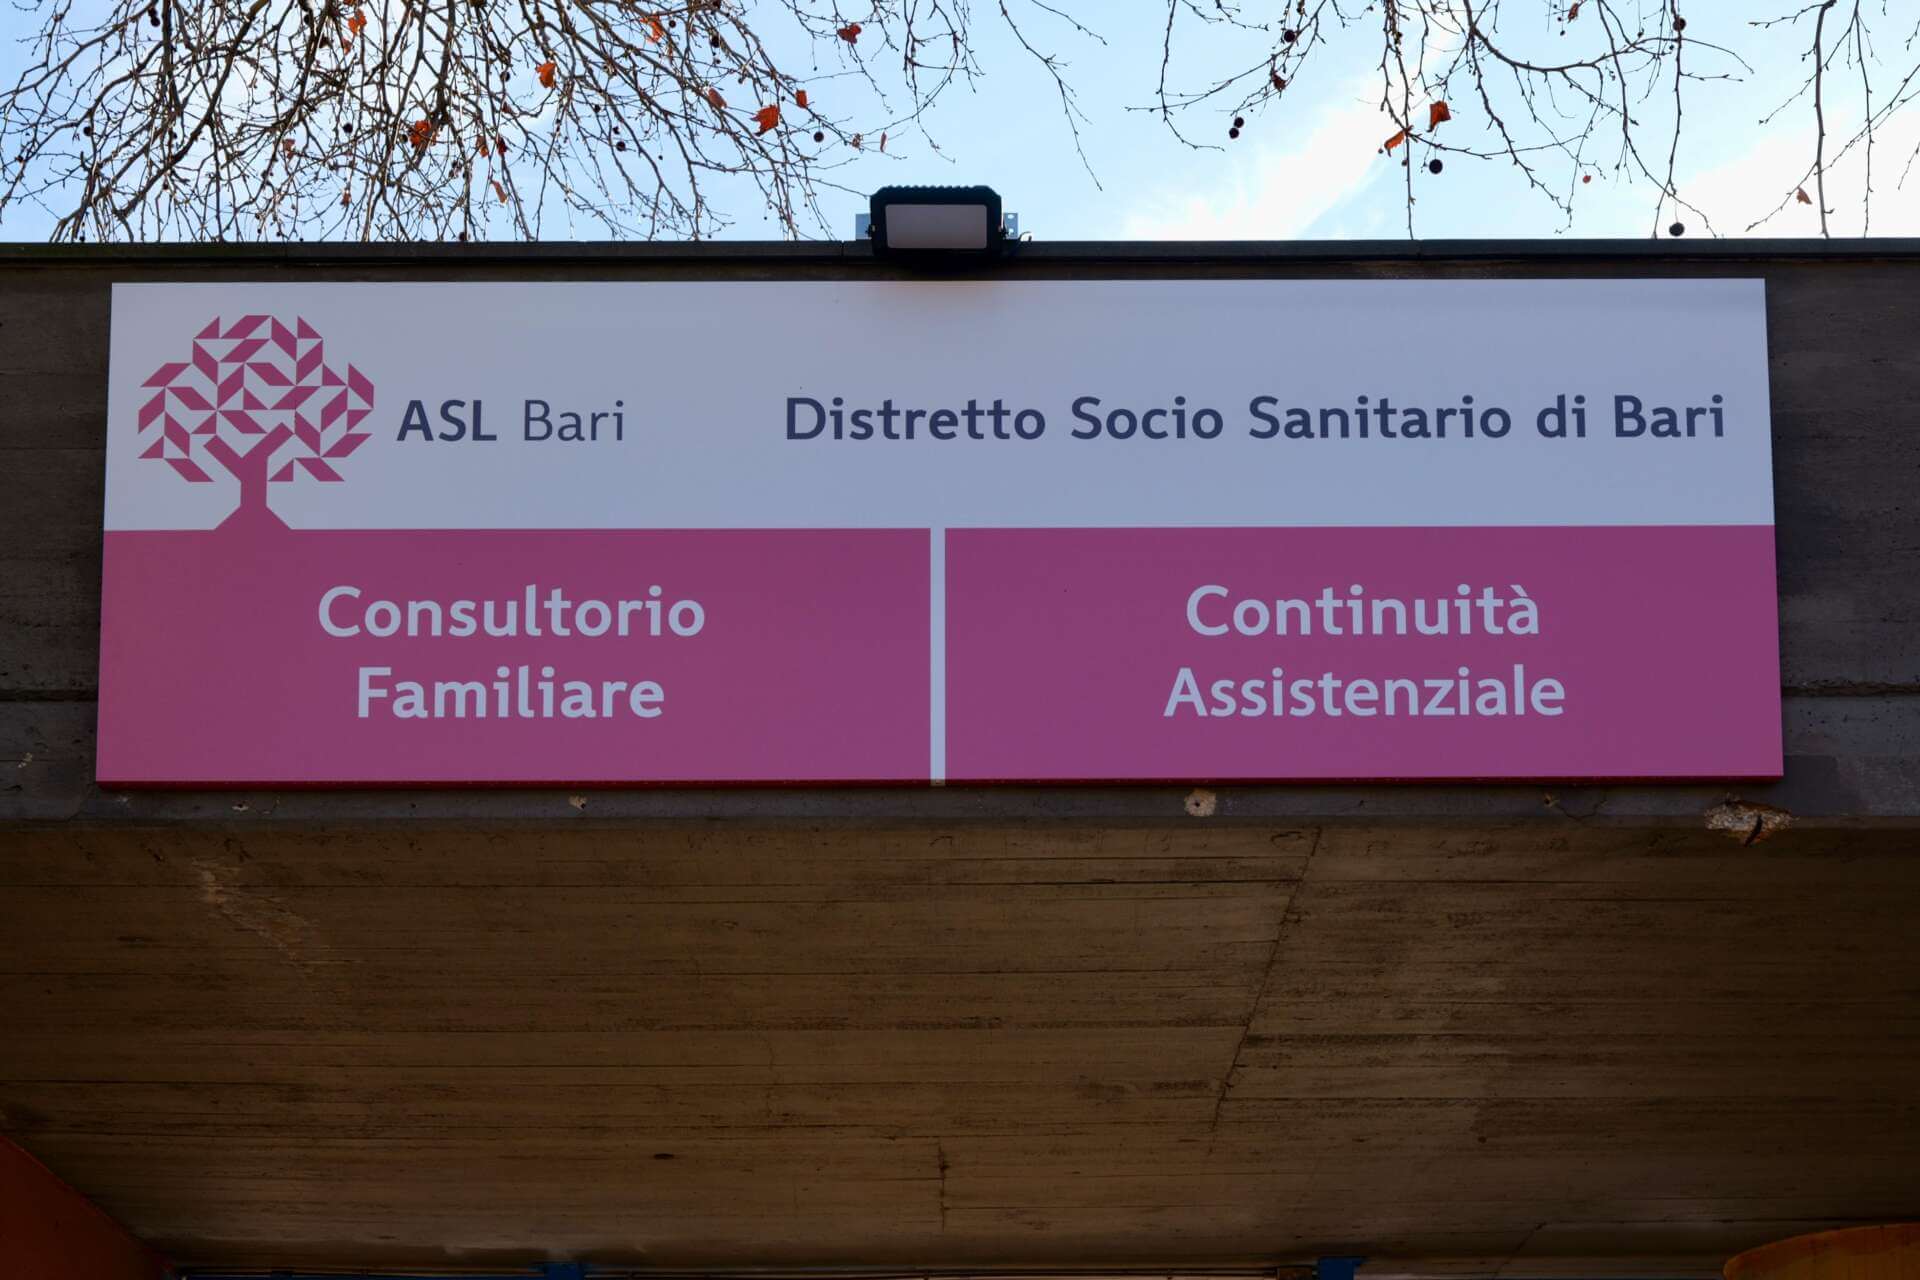 ASL Bari
Distretto Socio Sanitario di Bari
Consultorio
Familiare
Continuità
Assistenziale